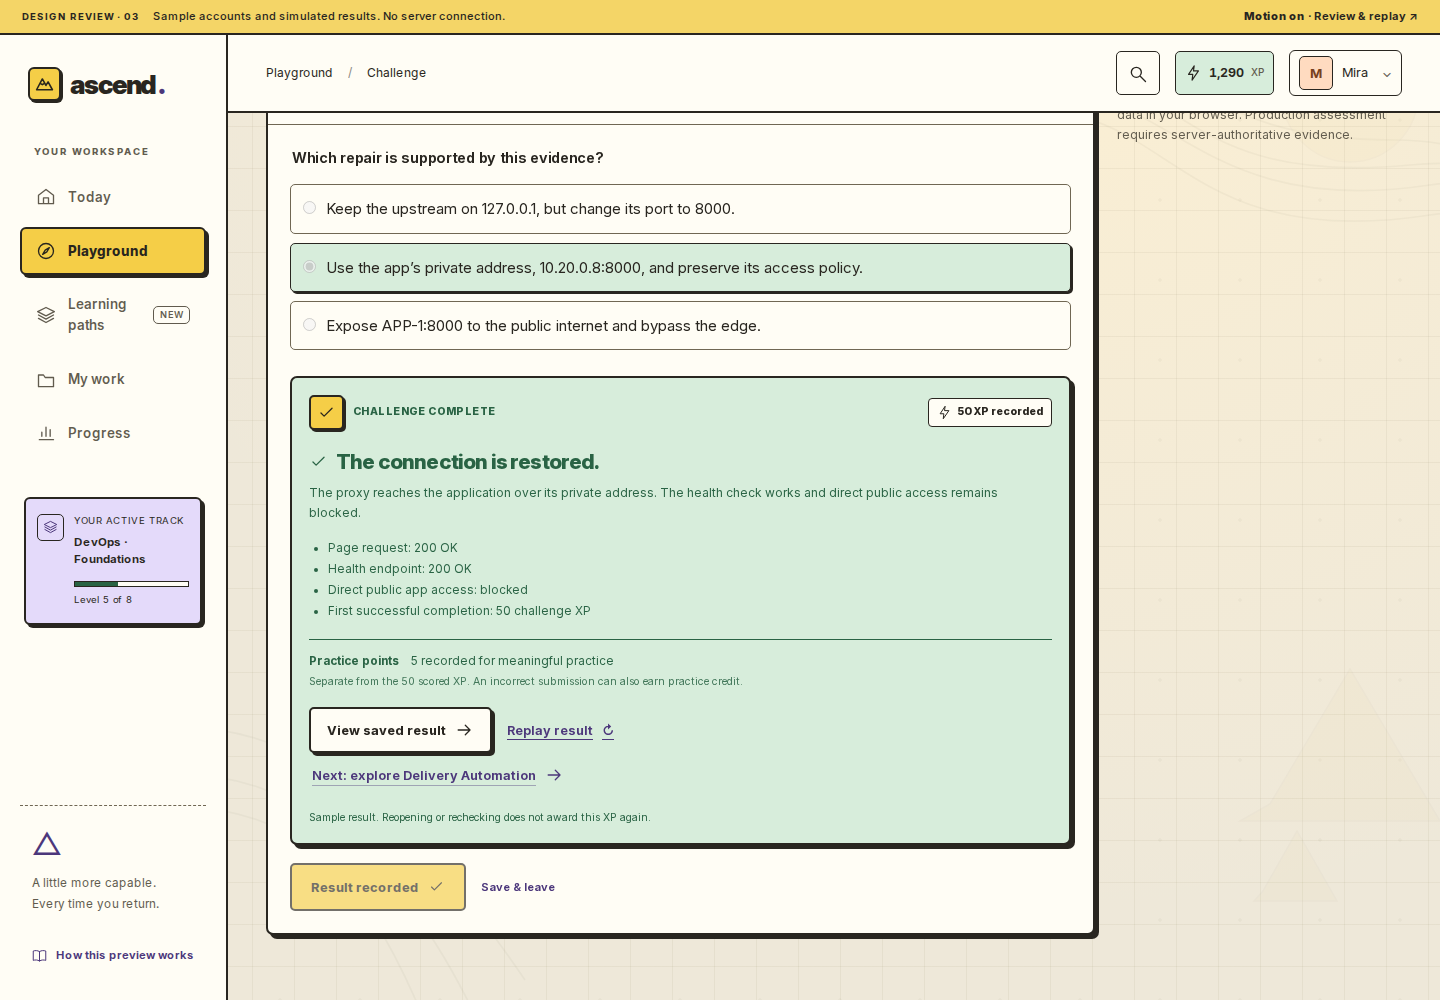 DESIGN REVIEW · 03 Sample accounts and simulated results. No server connection. Motion on · Review & replay ↗
ascend.
Playground / Challenge
1,290 XP
M Mira
YOUR WORKSPACE
Today
Playground
Learning paths NEW
My work
Progress
YOUR ACTIVE TRACK
DevOps ·
Foundations
Level 5 of 8
A little more capable.
Every time you return.
How this preview works
data in your browser. Production assessment
requires server-authoritative evidence.
Which repair is supported by this evidence?
Keep the upstream on 127.0.0.1, but change its port to 8000.
Use the app’s private address, 10.20.0.8:8000, and preserve its access policy.
Expose APP-1:8000 to the public internet and bypass the edge.
CHALLENGE COMPLETE
50 XP recorded
The connection is restored.
The proxy reaches the application over its private address. The health check works and direct public access remains
blocked.
• Page request: 200 OK
• Health endpoint: 200 OK
• Direct public app access: blocked
• First successful completion: 50 challenge XP
Practice points 5 recorded for meaningful practice
Separate from the 50 scored XP. An incorrect submission can also earn practice credit.
View saved result →
Replay result ↻
Next: explore Delivery Automation →
Sample result. Reopening or rechecking does not award this XP again.
Result recorded ✓
Save & leave